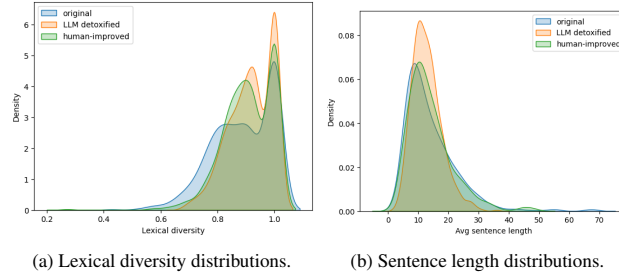 original
LLM detoxified
human-improved
6
5
4
3
2
1
0
Density
0.2 0.4 0.6 0.8 1.0
Lexical diversity
original
LLM detoxified
human-improved
0.08
0.06
0.04
0.02
0.00
Density
0 10 20 30 40 50 60 70
Avg sentence length
(a) Lexical diversity distributions.
(b) Sentence length distributions.